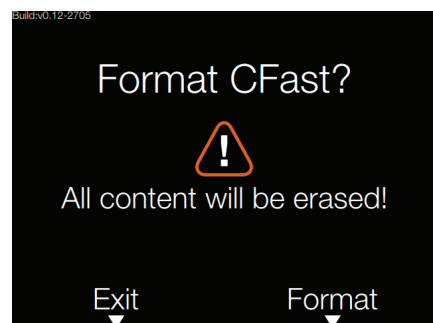 Build:v0.12-2705
Format CFast?
!
All content will be erased!
Exit Format